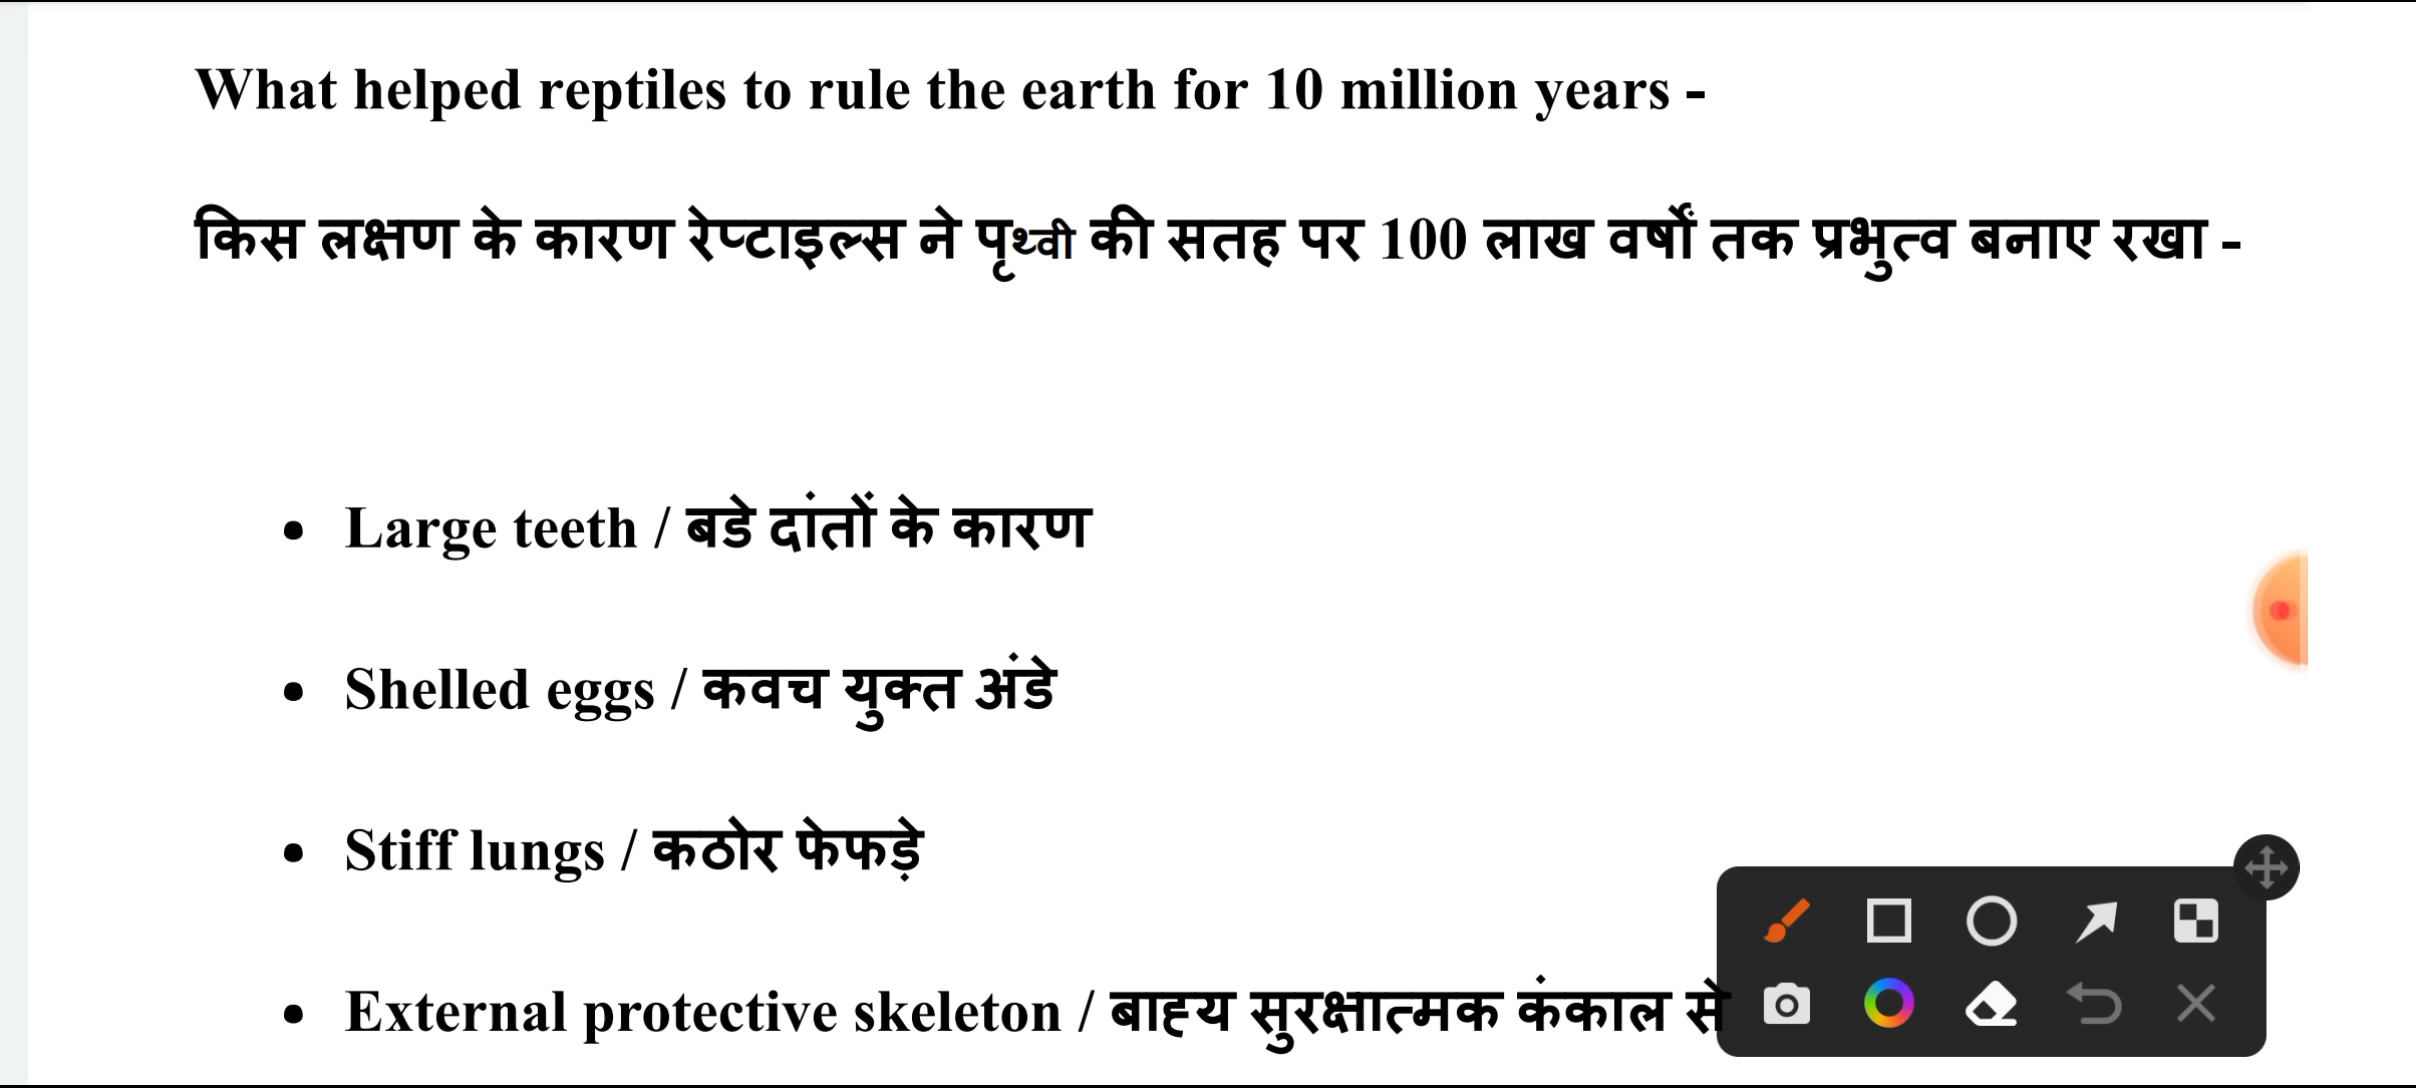 What helped reptiles to rule the earth for 10 million years -
किस लक्षण के कारण रेप्टाइल्स ने पृथ्वी की सतह पर 100 लाख वर्षों तक प्रभुत्व बनाए रखा -
• Large teeth / बडे दांतों के कारण
• Shelled eggs / कवच युक्त अंडे
• Stiff lungs / कठोर फेफड़े
• External protective skeleton / बाह्य सुरक्षात्मक कंकाल से